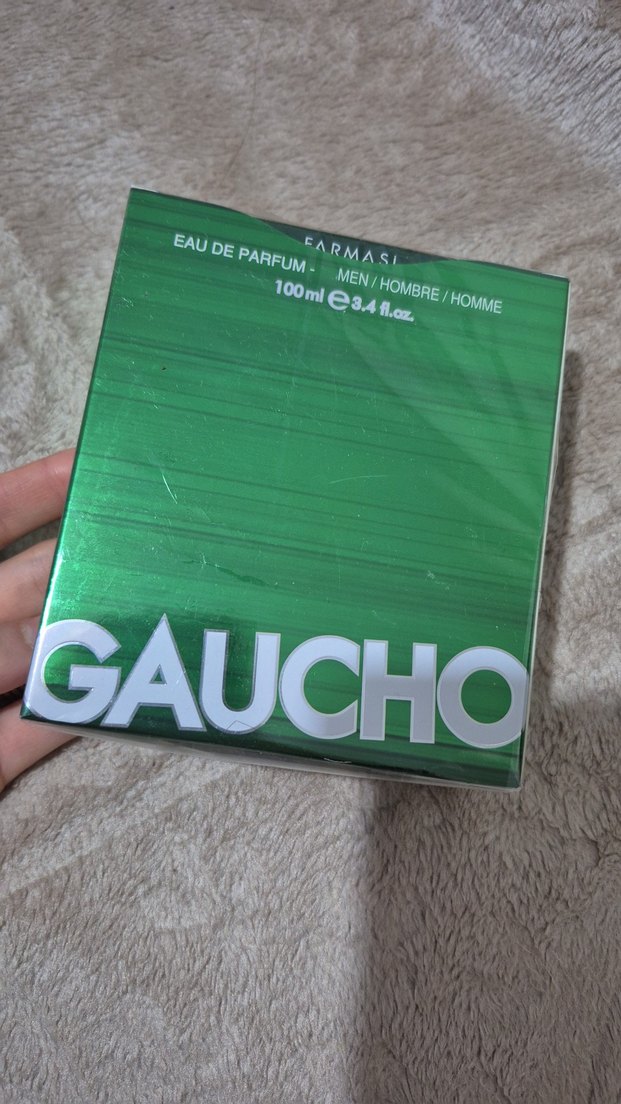 FARMASI
EAU DE PARFUM - MEN / HOMBRE / HOMME
100 ml e 3.4 fl.oz.
GAUCHO